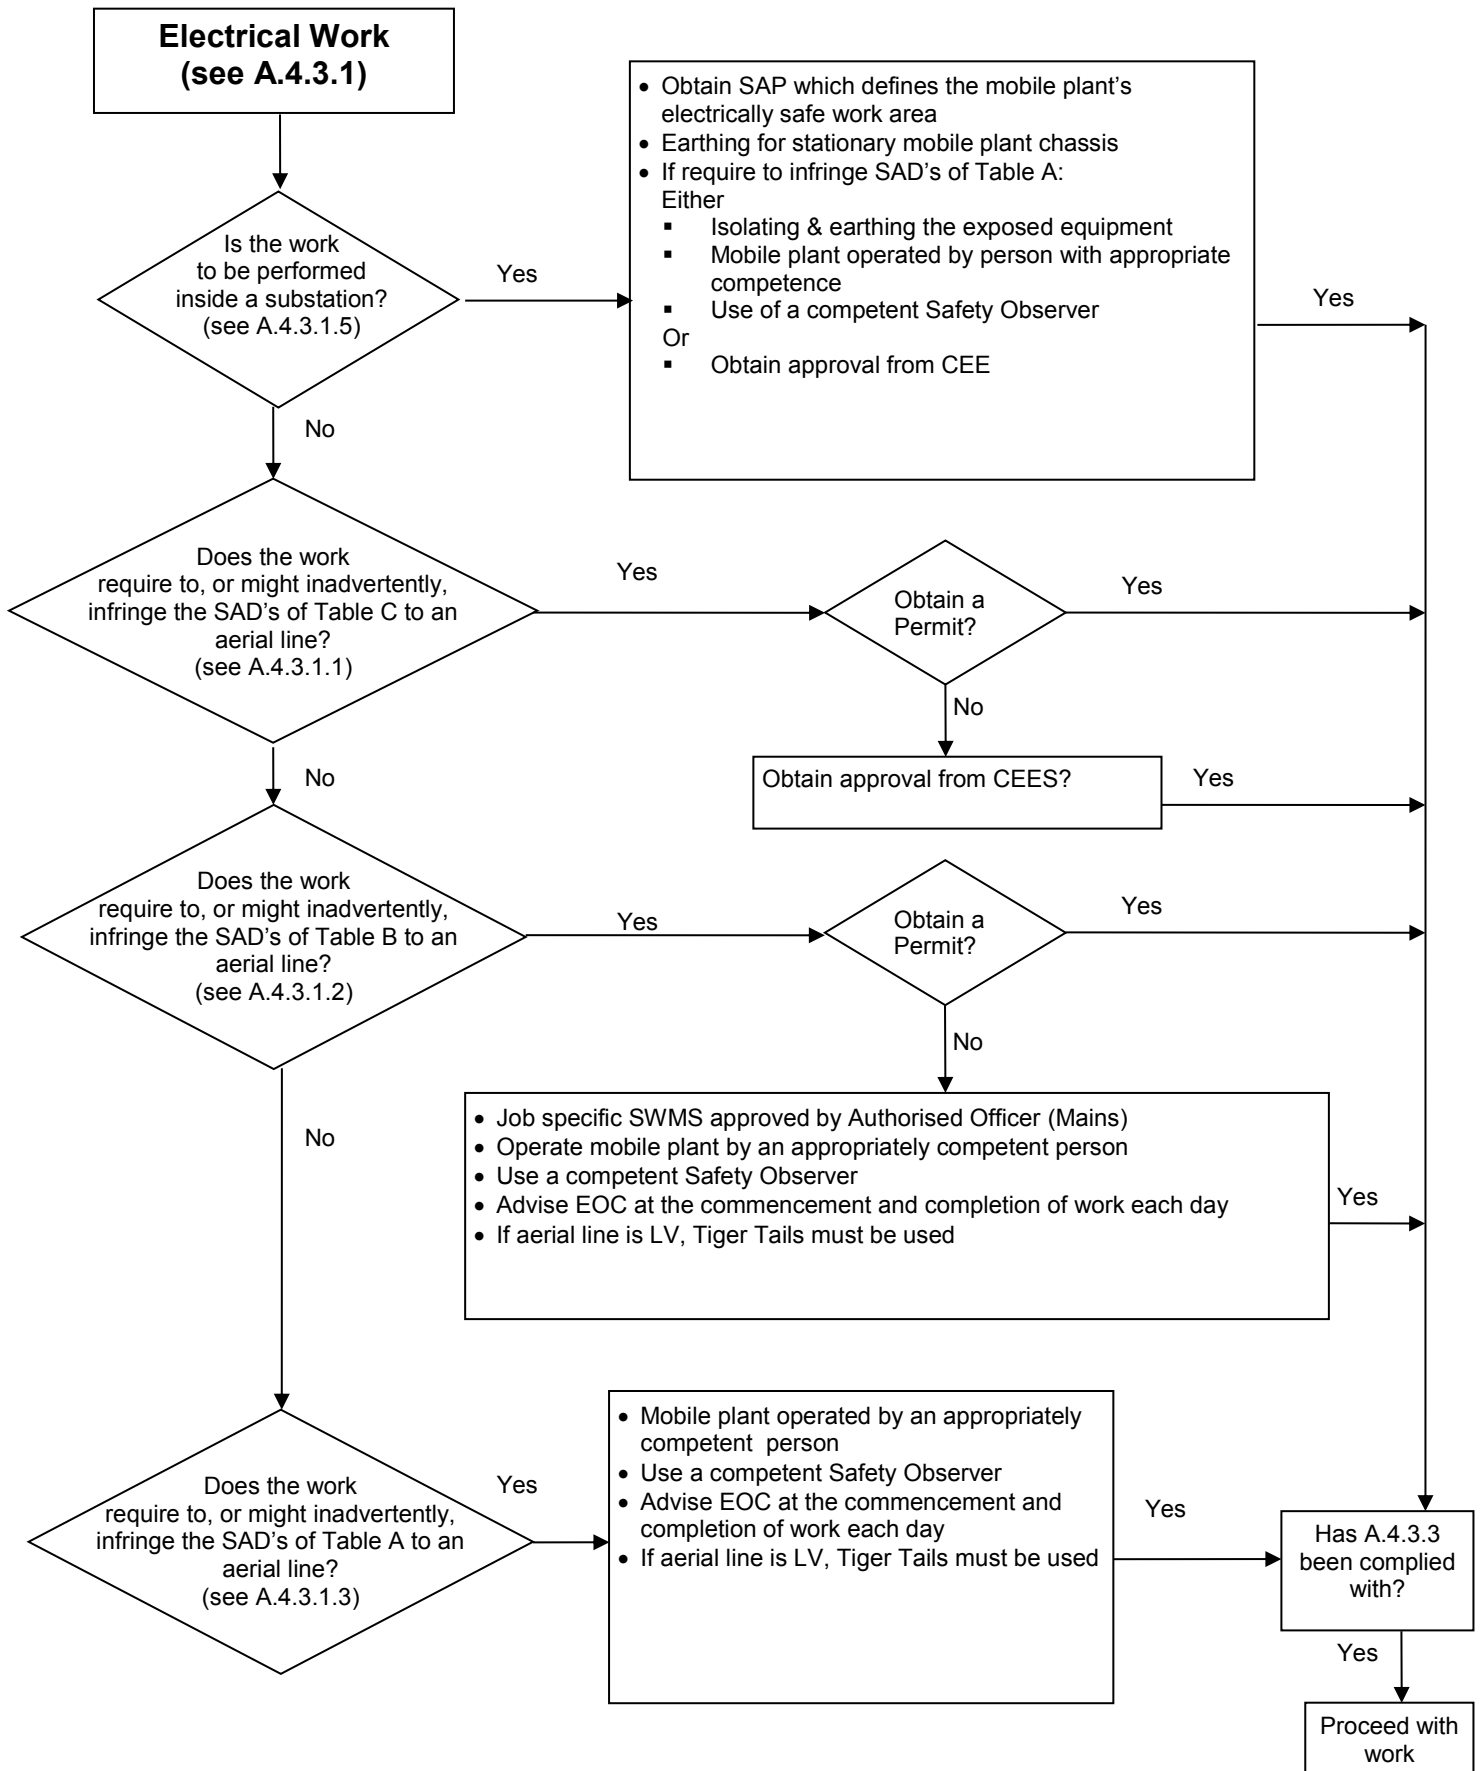 Electrical Work
(see A.4.3.1)
• Obtain SAP which defines the mobile plant's
electrically safe work area
• Earthing for stationary mobile plant chassis
• If require to infringe SAD's of Table A:
Either
▪ Isolating & earthing the exposed equipment
▪ Mobile plant operated by person with appropriate
competence
▪ Use of a competent Safety Observer
Or
▪ Obtain approval from CEE
Is the work
to be performed
inside a substation?
(see A.4.3.1.5)
Yes
Yes
No
Does the work
require to, or might inadvertently,
infringe the SAD's of Table C to an
aerial line?
(see A.4.3.1.1)
Yes
Obtain a
Permit?
Yes
No
Obtain approval from CEES?
Yes
No
Does the work
require to, or might inadvertently,
infringe the SAD's of Table B to an
aerial line?
(see A.4.3.1.2)
Yes
Obtain a
Permit?
Yes
No
• Job specific SWMS approved by Authorised Officer (Mains)
• Operate mobile plant by an appropriately competent person
• Use a competent Safety Observer
• Advise EOC at the commencement and completion of work each day
• If aerial line is LV, Tiger Tails must be used
Yes
No
Does the work
require to, or might inadvertently,
infringe the SAD's of Table A to an
aerial line?
(see A.4.3.1.3)
Yes
• Mobile plant operated by an appropriately
competent person
• Use a competent Safety Observer
• Advise EOC at the commencement and
completion of work each day
• If aerial line is LV, Tiger Tails must be used
Yes
Has A.4.3.3
been complied
with?
Yes
Proceed with
work